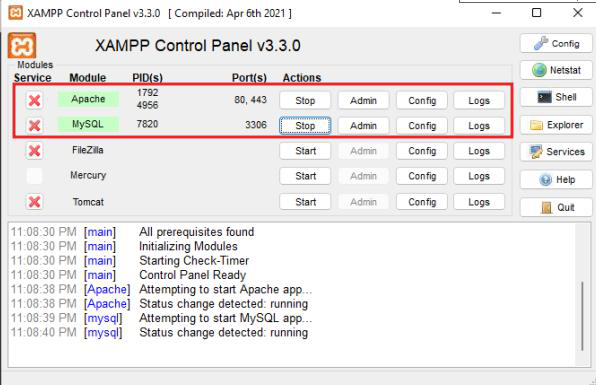 XAMPP Control Panel v3.3.0 [ Compiled: Apr 6th 2021 ]
XAMPP Control Panel v3.3.0
Config
Modules
Service Module PID(s) Port(s) Actions
Netstat
Apache 1792 4956 80, 443 Stop Admin Config Logs
Shell
MySQL 7820 3306 Stop Admin Config Logs
Explorer
FileZilla Start Admin Config Logs
Services
Mercury Start Admin Config Logs
Help
Tomcat Start Admin Config Logs
Quit
11:08:30 PM [main] All prerequisites found
11:08:30 PM [main] Initializing Modules
11:08:30 PM [main] Starting Check-Timer
11:08:30 PM [main] Control Panel Ready
11:08:38 PM [Apache] Attempting to start Apache app...
11:08:38 PM [Apache] Status change detected: running
11:08:39 PM [mysql] Attempting to start MySQL app...
11:08:40 PM [mysql] Status change detected: running